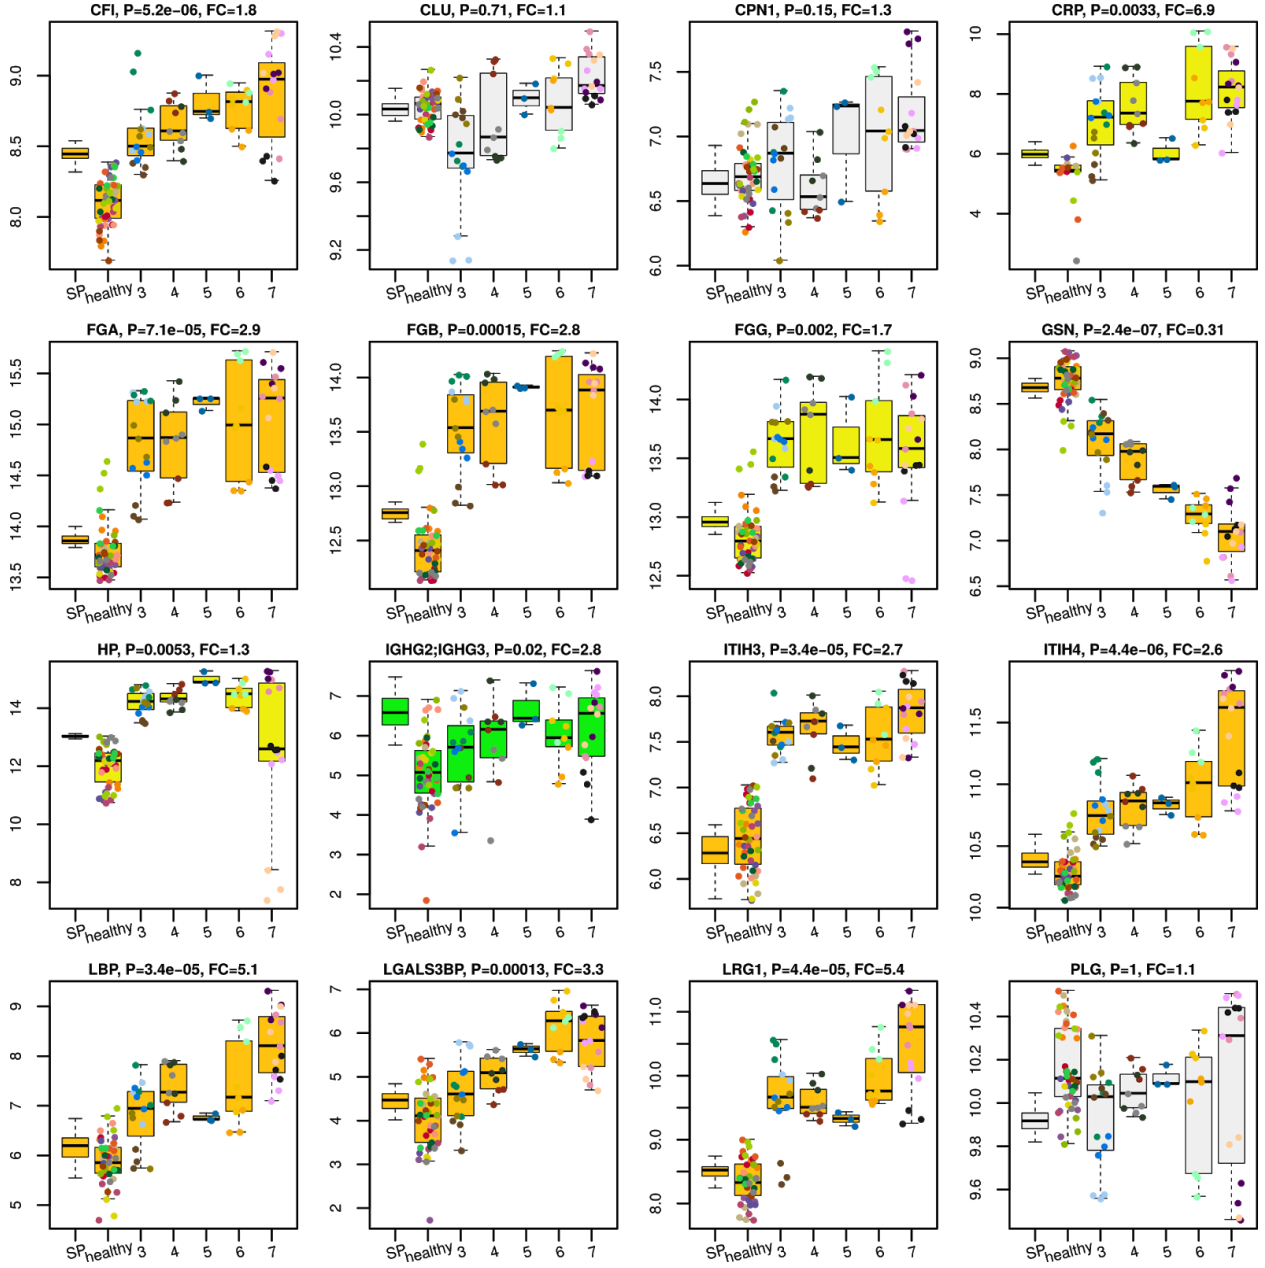 CFI, P=5.2e−06, FC=1.8
9.0
8.5
8.0
SP healthy 3 4 5 6 7
CLU, P=0.71, FC=1.1
10.4
10.0
9.6
9.2
SP healthy 3 4 5 6 7
CPN1, P=0.15, FC=1.3
7.5
7.0
6.5
6.0
SP healthy 3 4 5 6 7
CRP, P=0.0033, FC=6.9
10
8
6
4
SP healthy 3 4 5 6 7
FGA, P=7.1e−05, FC=2.9
15.5
15.0
14.5
14.0
13.5
SP healthy 3 4 5 6 7
FGB, P=0.00015, FC=2.8
14.0
13.5
13.0
12.5
SP healthy 3 4 5 6 7
FGG, P=0.002, FC=1.7
14.0
13.5
13.0
12.5
SP healthy 3 4 5 6 7
GSN, P=2.4e−07, FC=0.31
9.0
8.5
8.0
7.5
7.0
6.5
SP healthy 3 4 5 6 7
HP, P=0.0053, FC=1.3
14
12
10
8
SP healthy 3 4 5 6 7
IGHG2;IGHG3, P=0.02, FC=2.8
7
6
5
4
3
2
SP healthy 3 4 5 6 7
ITIH3, P=3.4e−05, FC=2.7
8.0
7.5
7.0
6.5
6.0
SP healthy 3 4 5 6 7
ITIH4, P=4.4e−06, FC=2.6
11.5
11.0
10.5
10.0
SP healthy 3 4 5 6 7
LBP, P=3.4e−05, FC=5.1
9
8
7
6
5
SP healthy 3 4 5 6 7
LGALS3BP, P=0.00013, FC=3.3
7
6
5
4
3
2
SP healthy 3 4 5 6 7
LRG1, P=4.4e−05, FC=5.4
11.0
10.0
9.0
8.0
SP healthy 3 4 5 6 7
PLG, P=1, FC=1.1
10.4
10.2
10.0
9.8
9.6
SP healthy 3 4 5 6 7